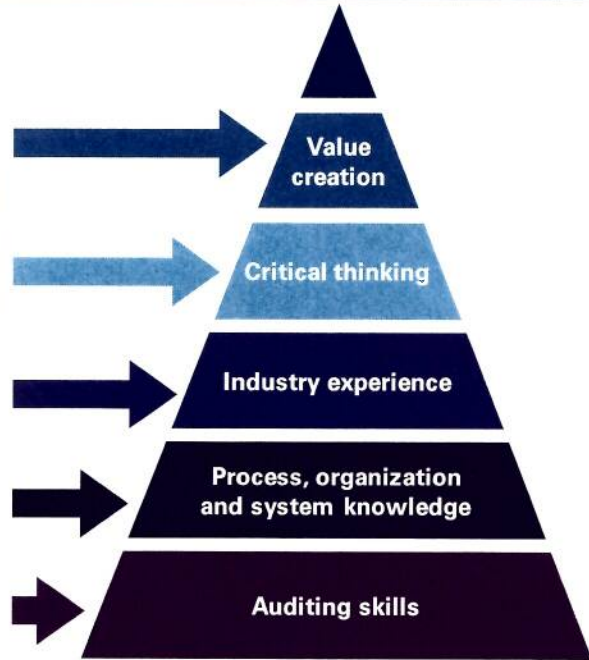 Value
creation
Critical thinking
Industry experience
Process, organization
and system knowledge
Auditing skills